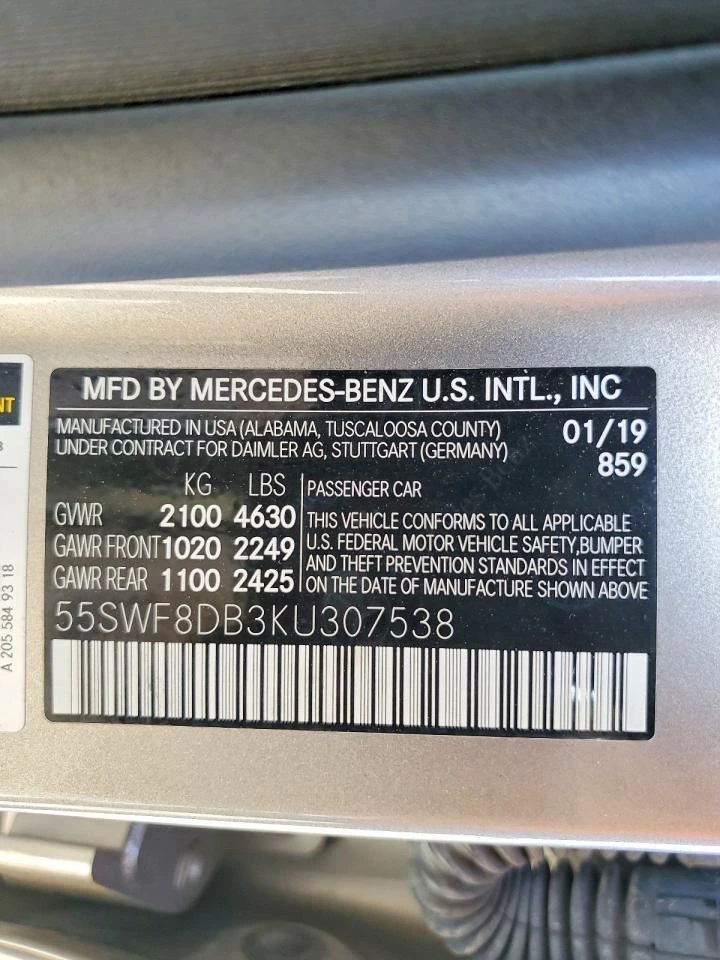 MFD BY MERCEDES-BENZ U.S. INTL., INC
MANUFACTURED IN USA (ALABAMA, TUSCALOOSA COUNTY)
UNDER CONTRACT FOR DAIMLER AG, STUTTGART (GERMANY)
01/19
859
KG LBS
GVWR 2100 4630
GAWR FRONT 1020 2249
GAWR REAR 1100 2425
PASSENGER CAR
THIS VEHICLE CONFORMS TO ALL APPLICABLE
U.S. FEDERAL MOTOR VEHICLE SAFETY, BUMPER
AND THEFT PREVENTION STANDARDS IN EFFECT
ON THE DATE OF MANUFACTURE SHOWN ABOVE
55SWF8DB3KU307538
A 205 584 93 18